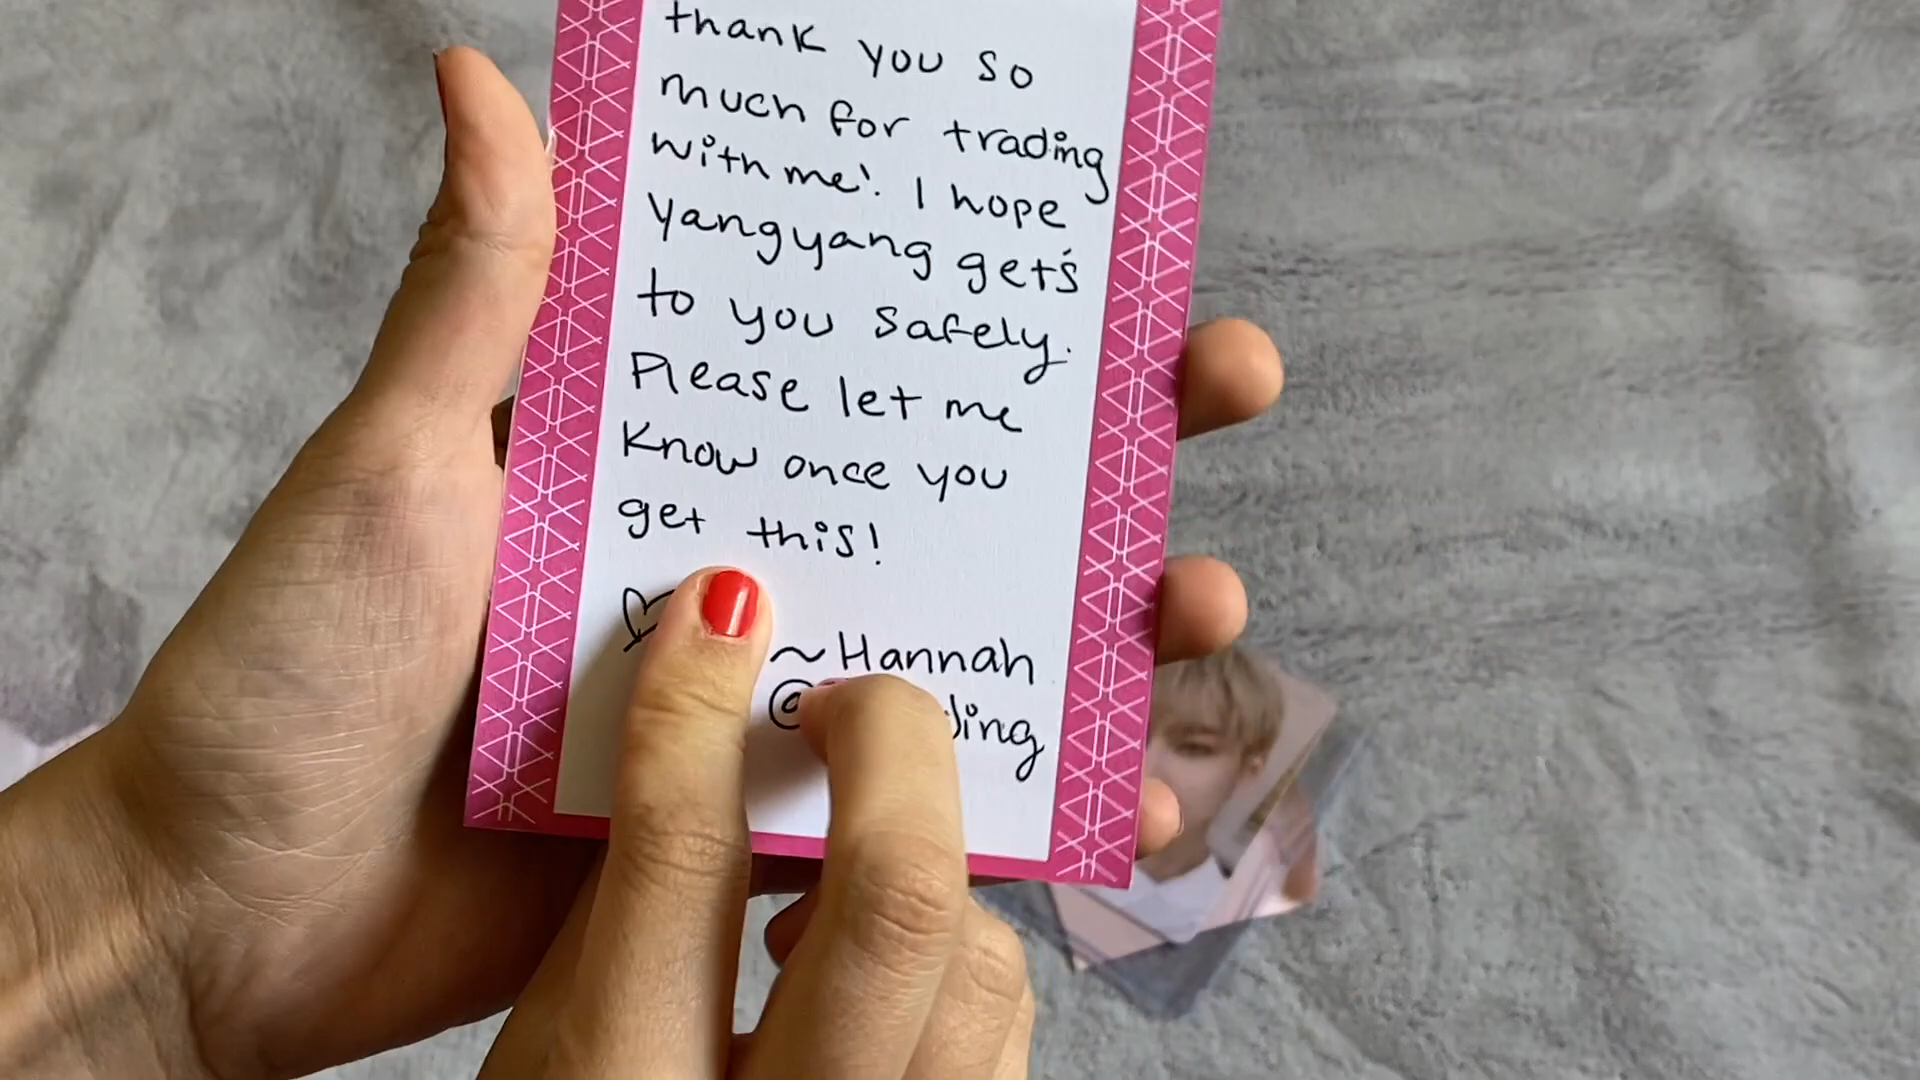 thank you so
much for trading
with me! I hope
Yangyang gets
to you safely.
Please let me
know once you
get this!
~Hannah